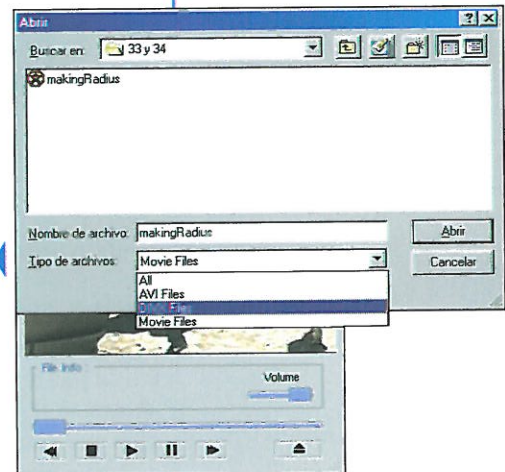 Abrir
Buscar en: 33 y 34
makingRadius
Nombre de archivo: makingRadius
Abrir
Tipo de archivos: Movie Files
Cancelar
All
AVI Files
Files
Movie Files
File Info
Volume